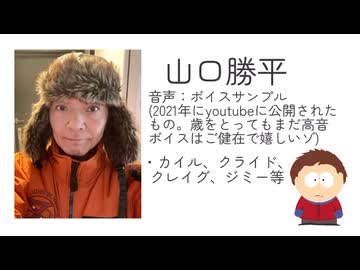 山口勝平
音声：ボイスサンプル
(2021年にyoutubeに公開された
もの。歳をとってもまだ高音
ボイスはご健在で嬉しいゾ)
・カイル、クライド、
クレイグ、ジミー等